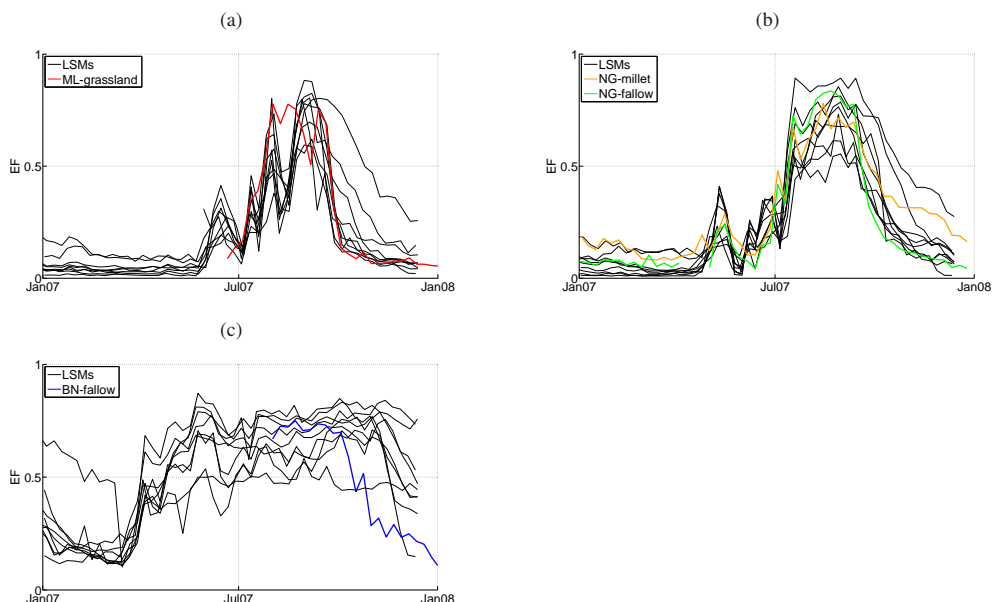 (a)
1
LSMs
ML-grassland
EF
0.5
0
Jan07
Jul07
Jan08
(b)
1
LSMs
NG-millet
NG-fallow
EF
0.5
0
Jan07
Jul07
Jan08
(c)
1
LSMs
BN-fallow
EF
0.5
0
Jan07
Jul07
Jan08